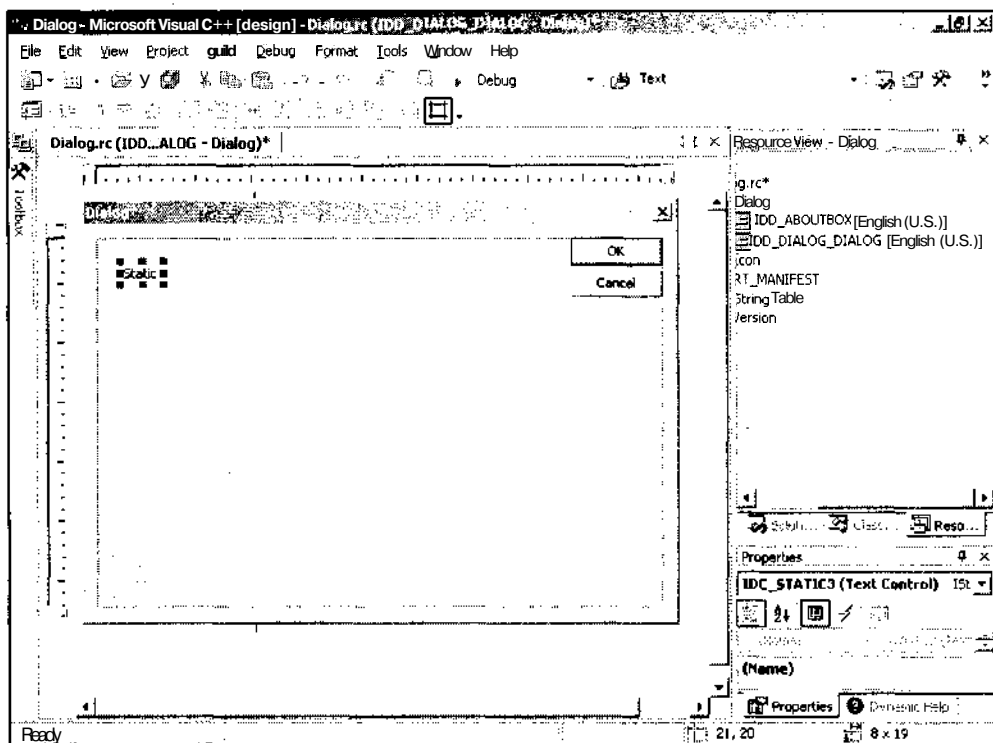 Dialog - Microsoft Visual C++ [design] - Dialog.rc (IDD_DIALOG_DIALOG - Dialog)*
File Edit View Project guild Debug Format Tools Window Help
Debug Text
Dialog.rc (IDD...ALOG - Dialog)*
Resource View - Dialog
Toolbox
g.rc*
Dialog
IDD_ABOUTBOX [English (U.S.)]
IDD_DIALOG_DIALOG [English (U.S.)]
Icon
RT_MANIFEST
String Table
Version
OK
Static
Cancel
Reso...
Properties
IDC_STATIC3 (Text Control)
(Name)
Properties Dynamic Help
Ready 21, 20 8 x 19